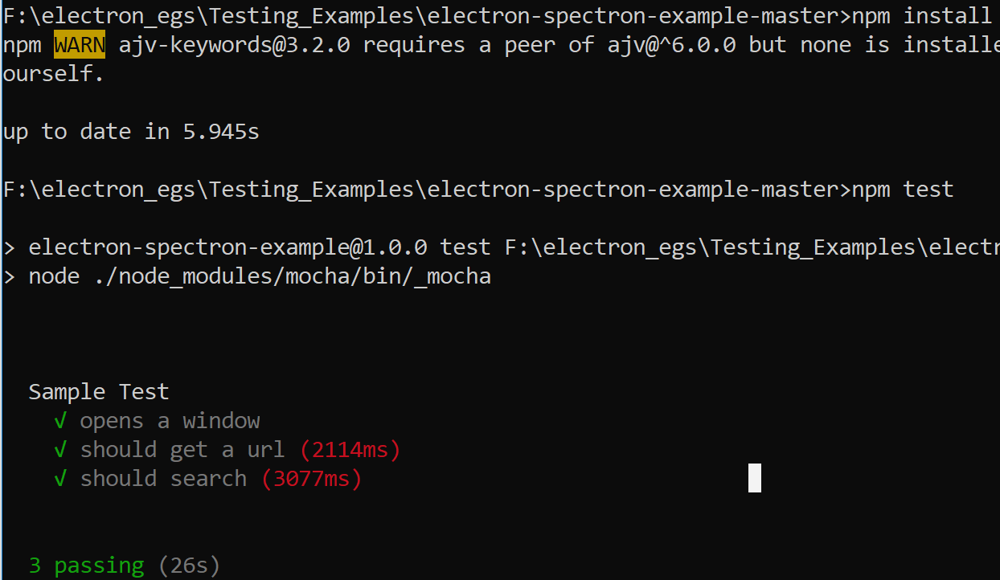 F:\electron_egs\Testing_Examples\electron-spectron-example-master>npm install
npm WARN ajv-keywords@3.2.0 requires a peer of ajv@^6.0.0 but none is installe
ourself.
up to date in 5.945s
F:\electron_egs\Testing_Examples\electron-spectron-example-master>npm test
> electron-spectron-example@1.0.0 test F:\electron_egs\Testing_Examples\electr
> node ./node_modules/mocha/bin/_mocha
Sample Test
√ opens a window
√ should get a url (2114ms)
√ should search (3077ms)
3 passing (26s)